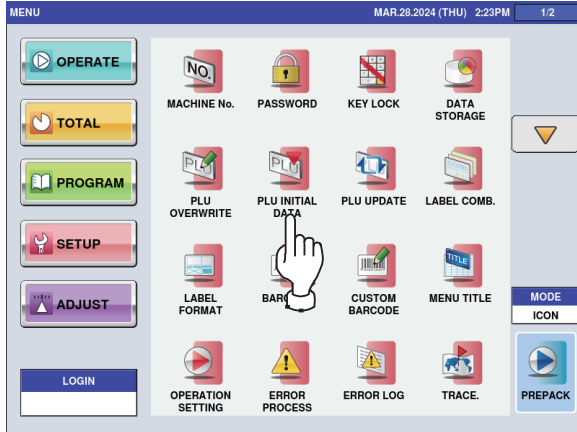 MENU
MAR.28.2024 (THU) 2:23PM
1/2
OPERATE
TOTAL
PROGRAM
SETUP
ADJUST
LOGIN
NO.
MACHINE No.
PASSWORD
KEY LOCK
DATA
STORAGE
PLU
PLU
OVERWRITE
PLU
PLU INITIAL
DATA
PLU UPDATE
LABEL COMB.
LABEL
FORMAT
CUSTOM
BARCODE
TITLE
MENU TITLE
OPERATION
SETTING
ERROR
PROCESS
ERROR LOG
TRACE.
MODE
ICON
PREPACK